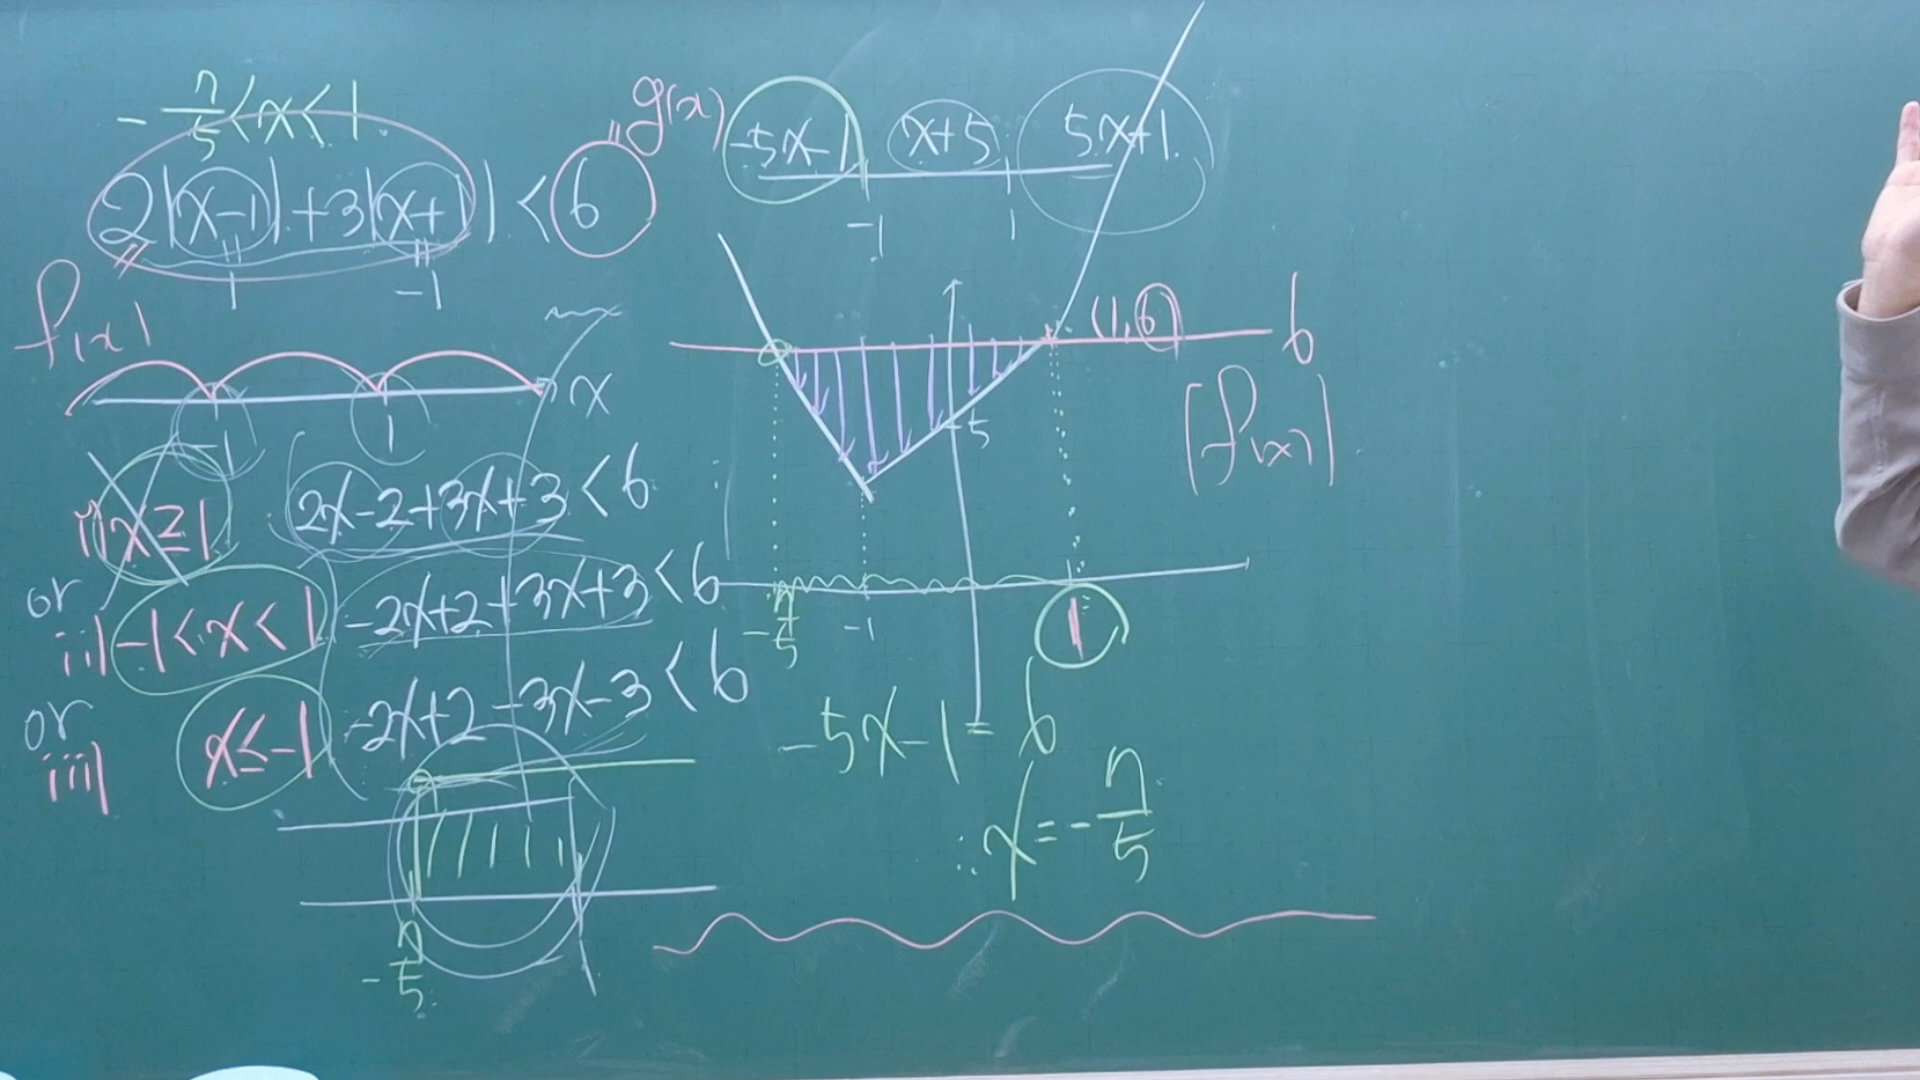 -7/5 < x < 1
2|x-1| + 3|x+1| < 6
g(x)
f(x)
1
-1
x
-1
1
i) x ≥ 1 2x-2+3x+3 < 6
or
ii) -1 < x < 1 -2x+2+3x+3 < 6
or
iii) x ≤ -1 -2x+2-3x-3 < 6
-7/5
-5x-1 x+5 5x+1
-1
1
(1,6)
6
f(x)
5
-7/5
-1
1
-5x-1 = 6
∴ x = -7/5